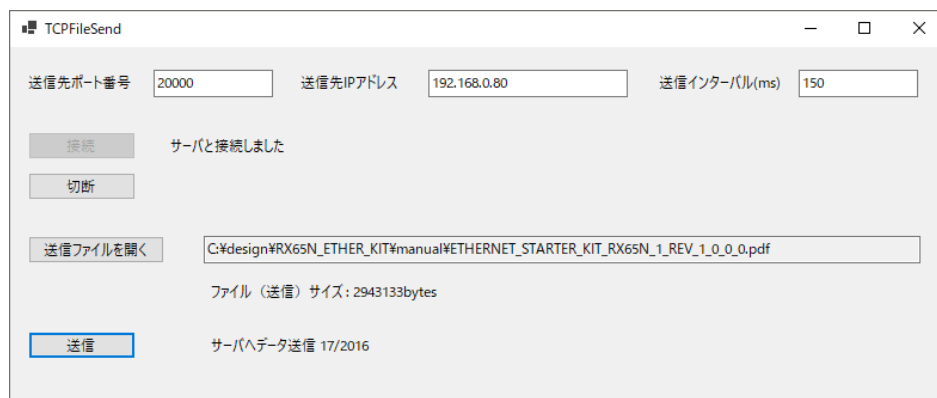 TCPFileSend
送信先ポート番号 20000 送信先IPアドレス 192.168.0.80 送信インターバル(ms) 150
接続 サーバと接続しました
切断
送信ファイルを開く C:¥design¥RX65N_ETHER_KIT¥manual¥ETHERNET_STARTER_KIT_RX65N_1_REV_1_0_0_0.pdf
ファイル（送信）サイズ : 2943133bytes
送信 サーバへデータ送信 17/2016